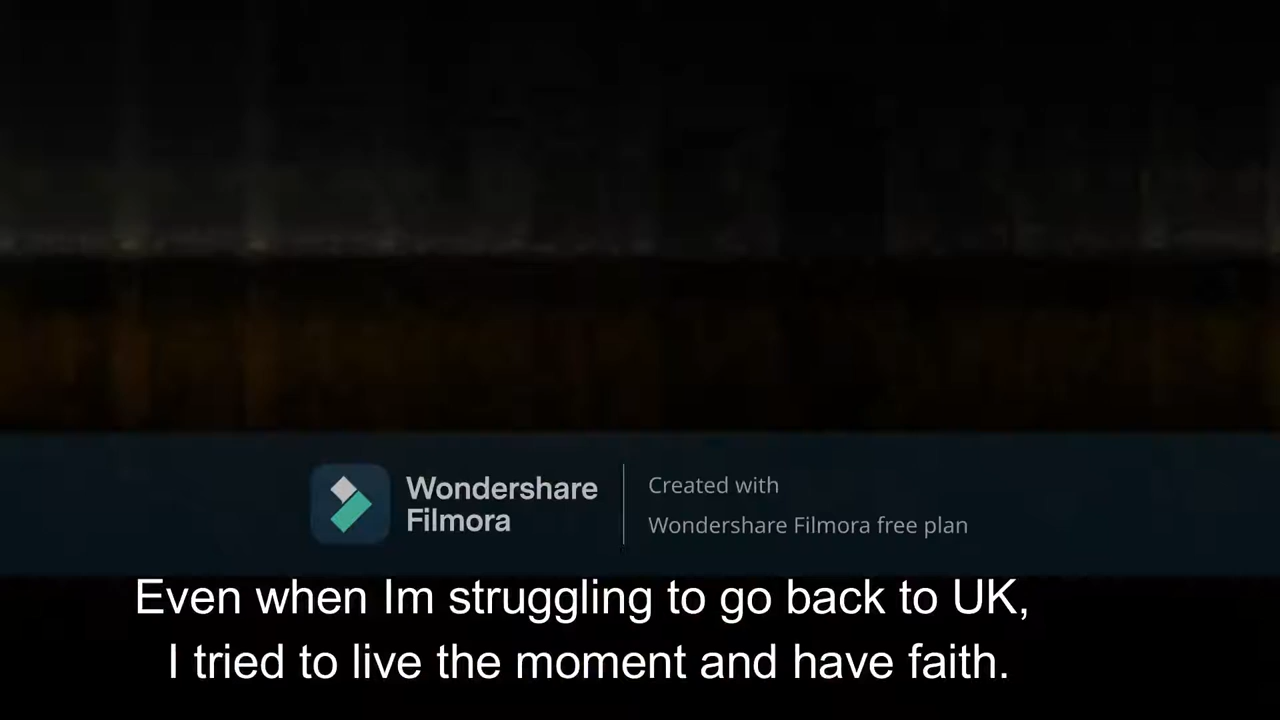 Wondershare
Filmora
Created with
Wondershare Filmora free plan
Even when Im struggling to go back to UK,
I tried to live the moment and have faith.